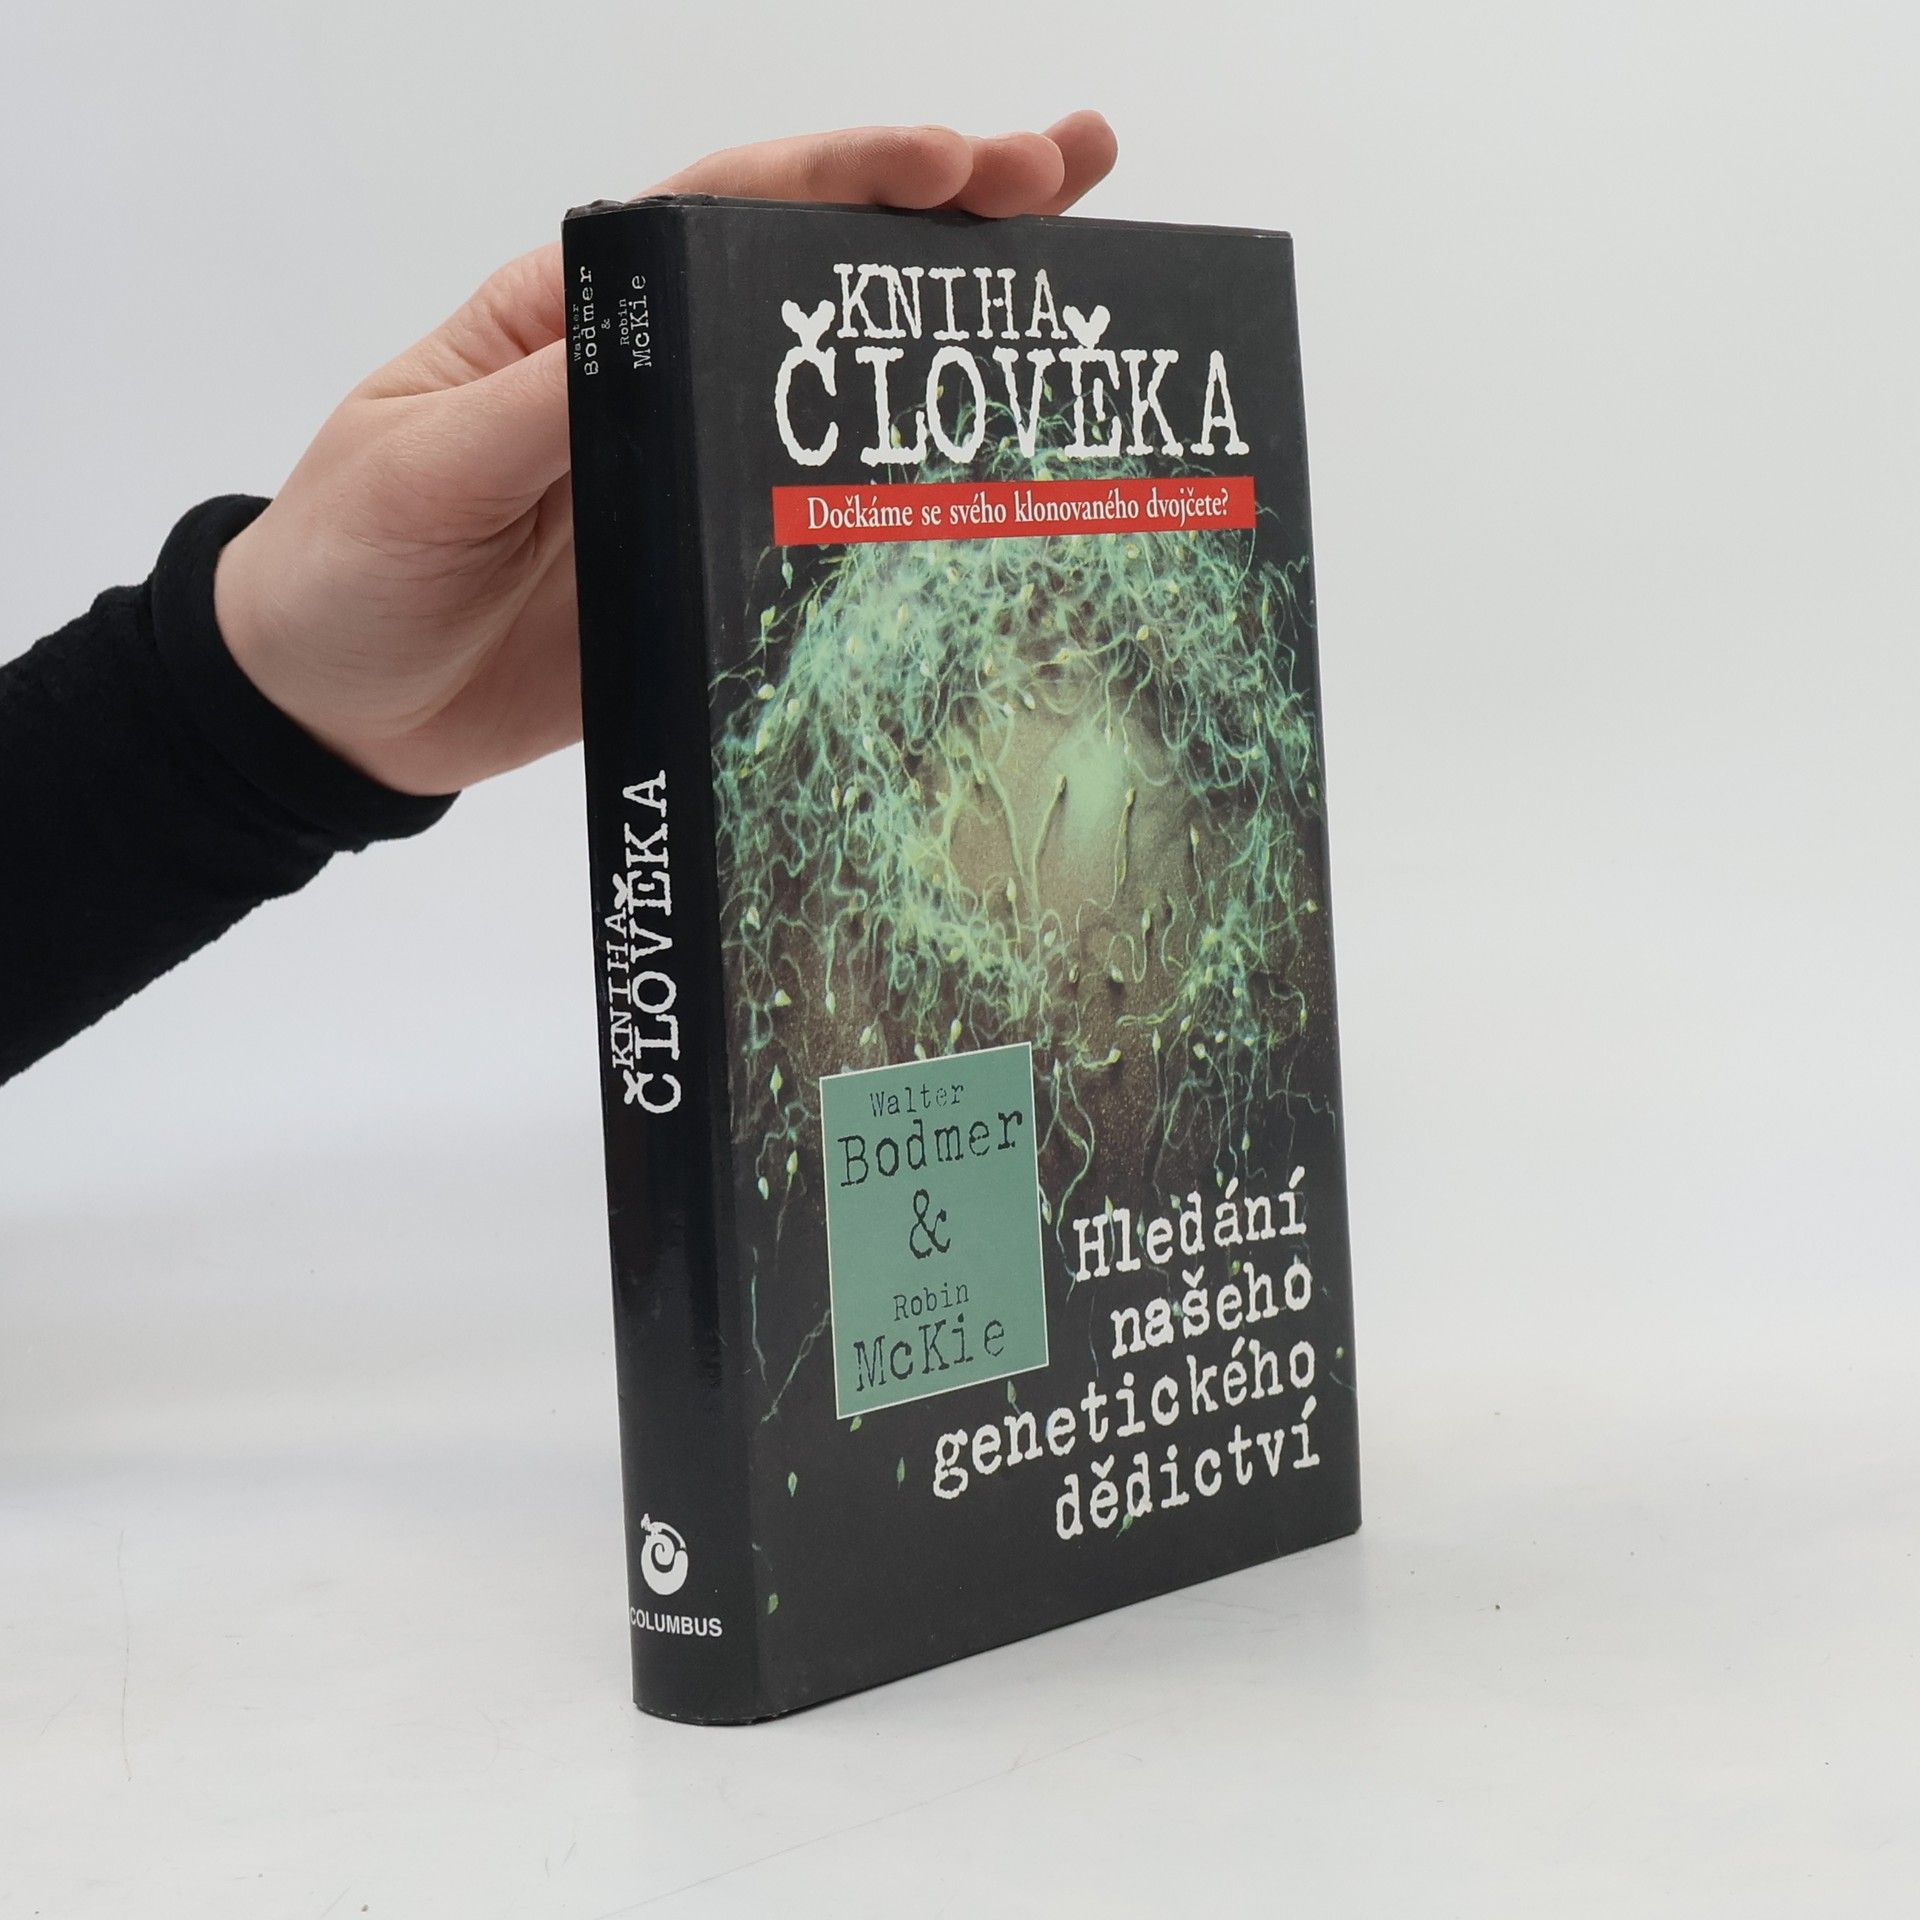 Walter
Bodmer
&
Robin
McKie
KNIHA
ČLOVĚKA
COLUMBUS
KNIHA
ČLOVĚKA
Dočkáme se svého klonovaného dvojčete?
Walter
Bodmer
&
Robin
McKie
Hledání
našeho
genetického
dědictví